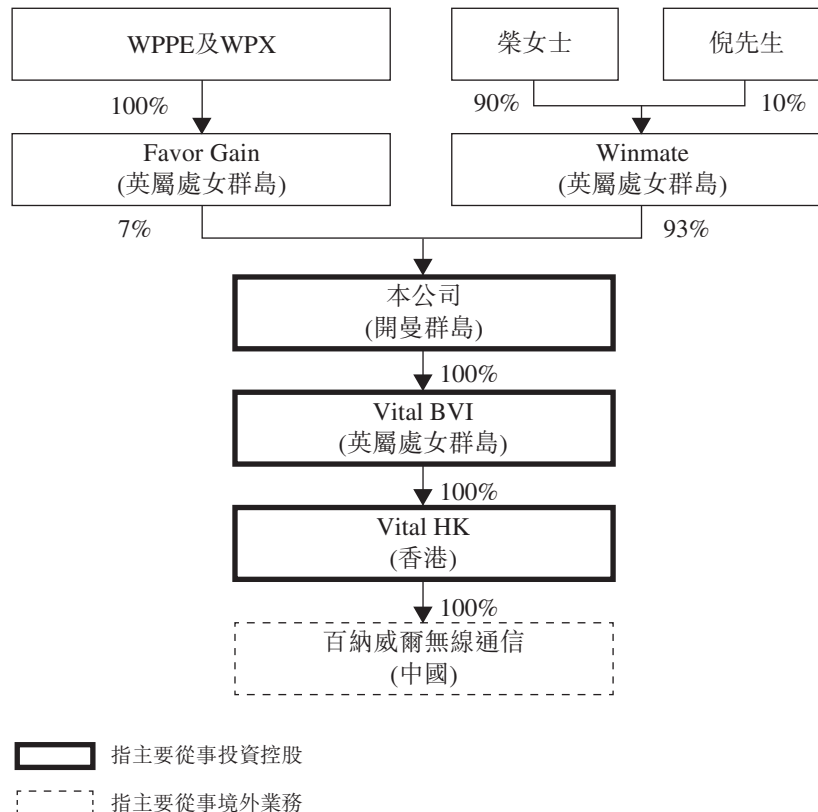 WPPE及WPX
榮女士
倪先生
100%
90%
10%
Favor Gain
(英屬處女群島)
Winmate
(英屬處女群島)
7%
93%
本公司
(開曼群島)
100%
Vital BVI
(英屬處女群島)
100%
Vital HK
(香港)
100%
百納威爾無線通信
(中國)
指主要從事投資控股
指主要從事境外業務